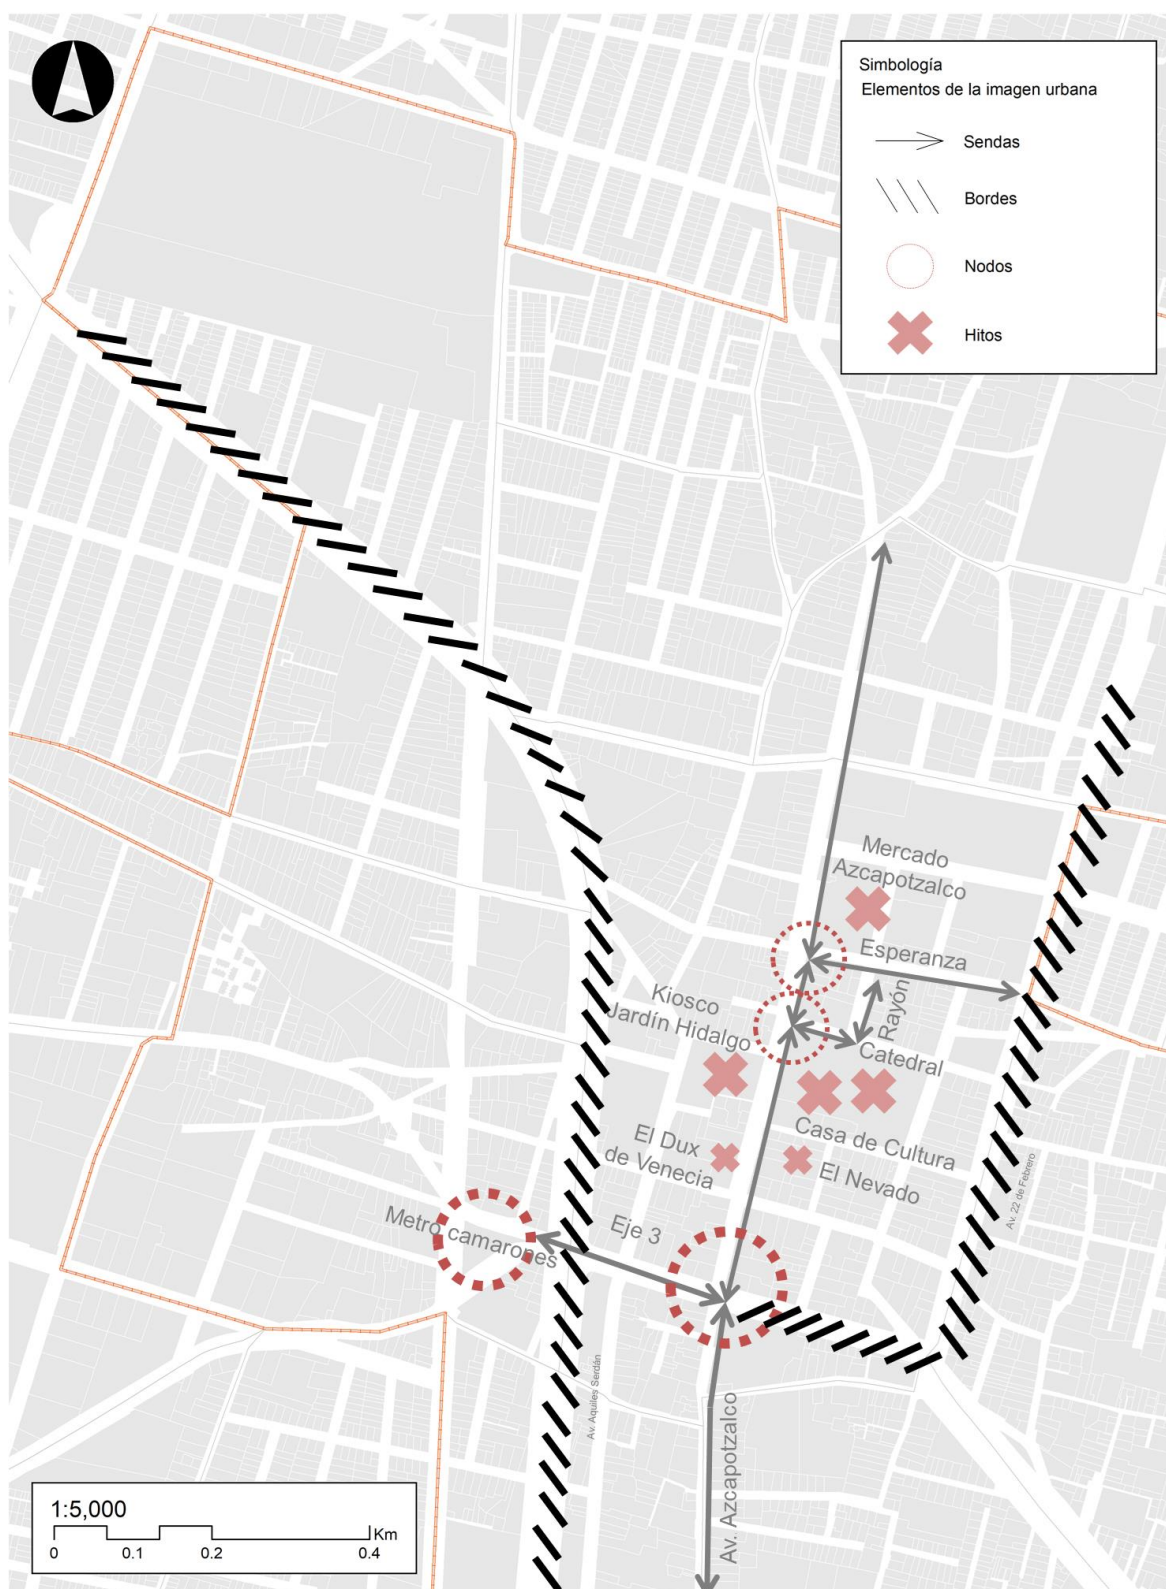 Simbología
Elementos de la imagen urbana
Sendas
Bordes
Nodos
Hitos
Mercado
Azcapotzalco
Esperanza
Kiosco
Jardín Hidalgo
Rayón
Catedral
Casa de Cultura
El Dux
de Venecia
El Nevado
Av. 22 de Febrero
Metro camarones
Eje 3
Av. Aquiles Serdán
Av. Azcapotzalco
1:5,000
Km
0 0.1 0.2 0.4